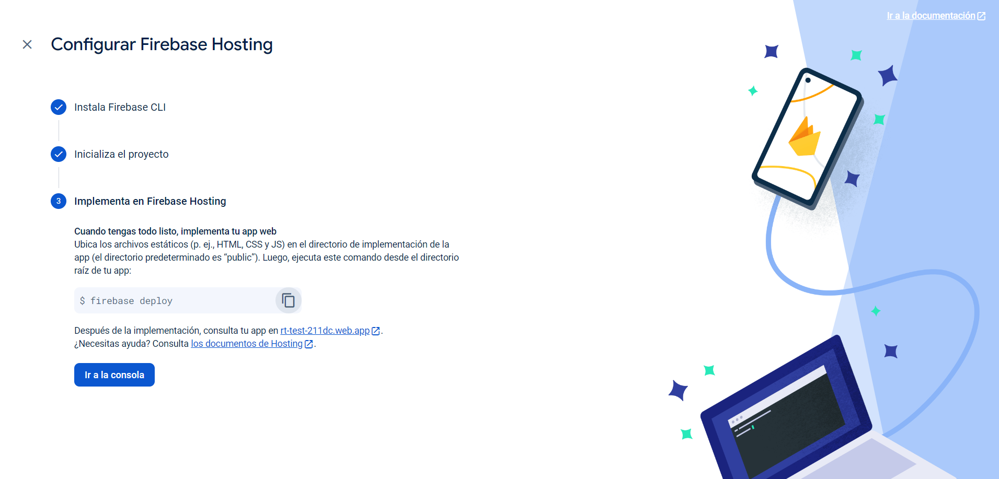 Ir a la documentación
Configurar Firebase Hosting
Instala Firebase CLI
Inicializa el proyecto
3 Implementa en Firebase Hosting
Cuando tengas todo listo, implementa tu app web
Ubica los archivos estáticos (p. ej., HTML, CSS y JS) en el directorio de implementación de la
app (el directorio predeterminado es “public”). Luego, ejecuta este comando desde el directorio
raíz de tu app:
$ firebase deploy
Después de la implementación, consulta tu app en rt-test-211dc.web.app.
¿Necesitas ayuda? Consulta los documentos de Hosting.
Ir a la consola